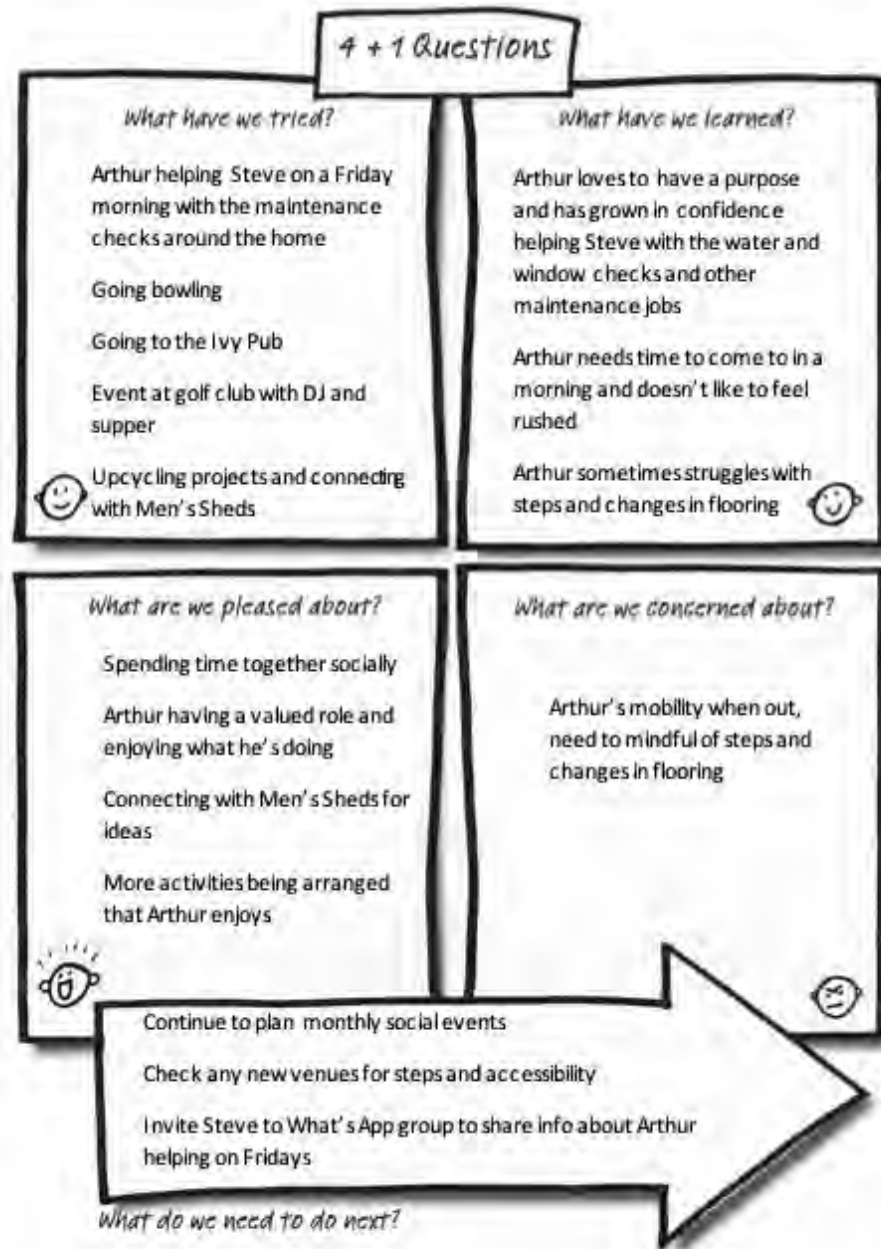 4 + 1 Questions
What have we tried?
Arthur helping Steve on a Friday
morning with the maintenance
checks around the home
Going bowling
Going to the Ivy Pub
Event at golf club with DJ and
supper
Upcycling projects and connecting
with Men's Sheds
What have we learned?
Arthur loves to have a purpose
and has grown in confidence
helping Steve with the water and
window checks and other
maintenance jobs
Arthur needs time to come to in a
morning and doesn't like to feel
rushed
Arthur sometimes struggles with
steps and changes in flooring
What are we pleased about?
Spending time together socially
Arthur having a valued role and
enjoying what he's doing
Connecting with Men's Sheds for
ideas
More activities being arranged
that Arthur enjoys
What are we concerned about?
Arthur's mobility when out,
need to mindful of steps and
changes in flooring
Continue to plan monthly social events
Check any new venues for steps and accessibility
Invite Steve to What's App group to share info about Arthur
helping on Fridays
What do we need to do next?